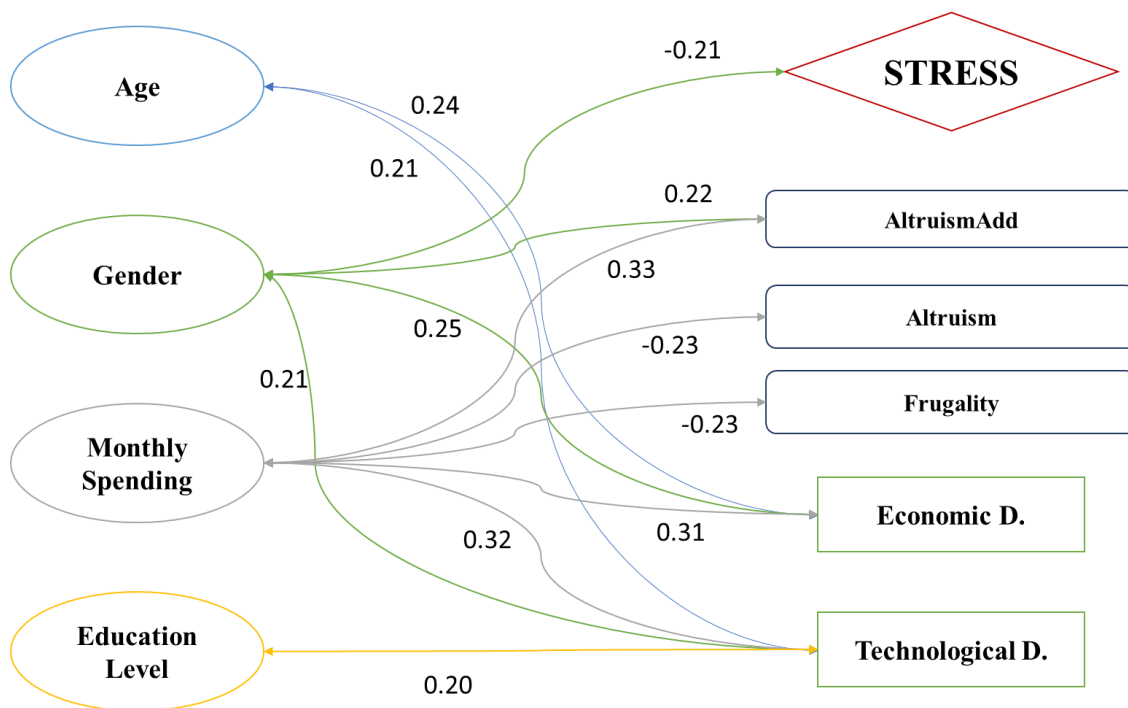 -0.21
STRESS
Age
0.24
0.21
0.22
AltruismAdd
Gender
0.33
0.25
Altruism
-0.23
0.21
Frugality
-0.23
Monthly
Spending
Economic D.
0.32
0.31
Education
Level
Technological D.
0.20